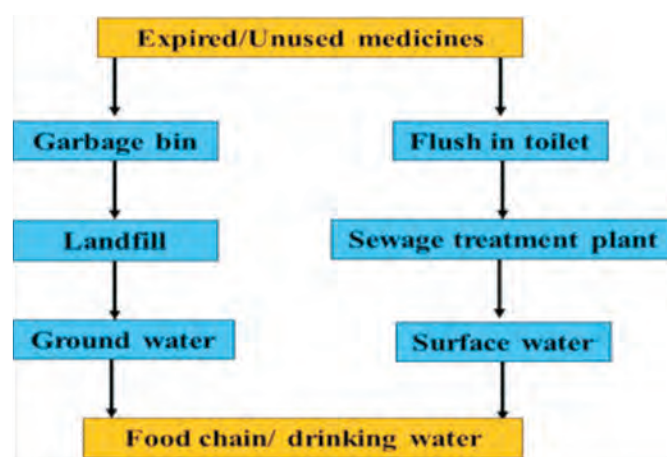 Expired/Unused medicines
Garbage bin
Flush in toilet
Landfill
Sewage treatment plant
Ground water
Surface water
Food chain/ drinking water